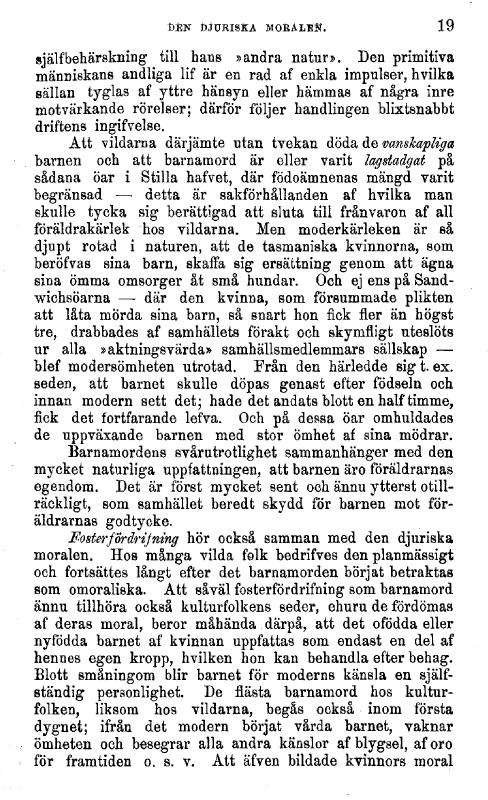 DEN DJURISKA MORALEN. 19
själfbehärskning till hans »andra natur». Den primitiva
människans andliga lif är en rad af enkla impulser, hvilka
sällan tyglas af yttre hänsyn eller hämmas af några inre
motvärkande rörelser; därför följer handlingen blixtsnabbt
driftens ingifvelse.
Att vildarna därjämte utan tvekan döda de vanskapliga
barnen och att barnamord är eller varit lagstadgat på
sådana öar i Stilla hafvet, där födoämnenas mängd varit
begränsad — detta är sakförhållanden af hvilka man
skulle tycka sig berättigad att sluta till frånvaron af all
föräldrakärlek hos vildarna. Men moderkärleken är så
djupt rotad i naturen, att de tasmaniska kvinnorna, som
beröfvas sina barn, skaffa sig ersättning genom att ägna
sina ömma omsorger åt små hundar. Och ej ens på Sand-
wichsöarna — där den kvinna, som försummade plikten
att låta mörda sina barn, så snart hon fick fler än högst
tre, drabbades af samhällets förakt och skymfligt uteslöts
ur alla »aktningsvärda» samhällsmedlemmars sällskap —
blef modersömheten utrotad. Från den härledde sig t. ex.
seden, att barnet skulle döpas genast efter födseln och
innan modern sett det; hade det andats blott en half timme,
fick det fortfarande lefva. Och på dessa öar omhuldades
de uppväxande barnen med stor ömhet af sina mödrar.
Barnamordens svårutrotlighet sammanhänger med den
mycket naturliga uppfattningen, att barnen äro föräldrarnas
egendom. Det är först mycket sent och ännu ytterst otill-
räckligt, som samhället beredt skydd för barnen mot för-
äldrarnas godtycke.
Fosterfördrifning hör också samman med den djuriska
moralen. Hos många vilda folk bedrifves den planmässigt
och fortsättes långt efter det barnamorden börjat betraktas
som omoraliska. Att såväl fosterfördrifning som barnamord
ännu tillhöra också kulturfolkens seder, churu de fördömas
af deras moral, beror måhända därpå, att det ofödda eller
nyfödda barnet af kvinnan uppfattas som endast en del af
hennes egen kropp, hvilken hon kan behandla efter behag.
Blott småningom blir barnet för moderns känsla en själf-
ständig personlighet. De flästa barnamord hos kultur-
folken, liksom hos vildarna, begås också inom första
dygnet; ifrån det modern börjat vårda barnet, vaknar
ömheten och besegrar alla andra känslor af blygsel, af oro
för framtiden o. s. v. Att äfven bildade kvinnors moral